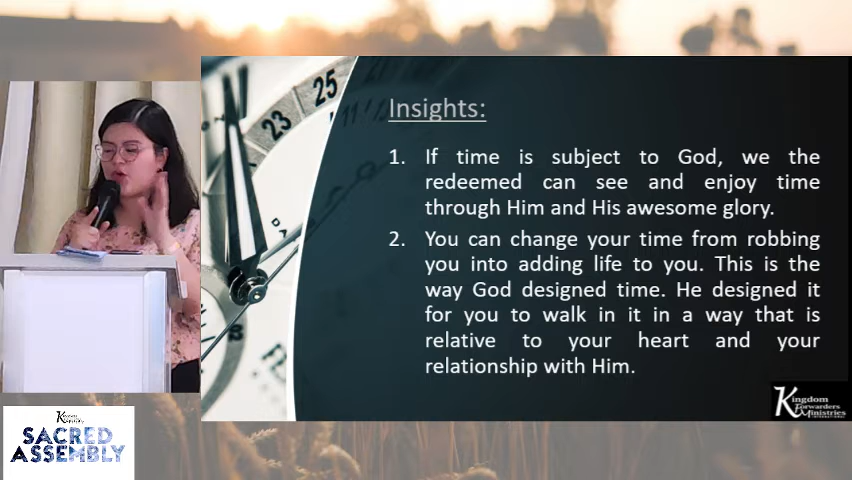 25
23
Insights:
1. If time is subject to God, we the
redeemed can see and enjoy time
through Him and His awesome glory.
2. You can change your time from robbing
you into adding life to you. This is the
way God designed time. He designed it
for you to walk in it in a way that is
relative to your heart and your
relationship with Him.
Kingdom
Forwarders
Ministries
SACRED
ASSEMBLY